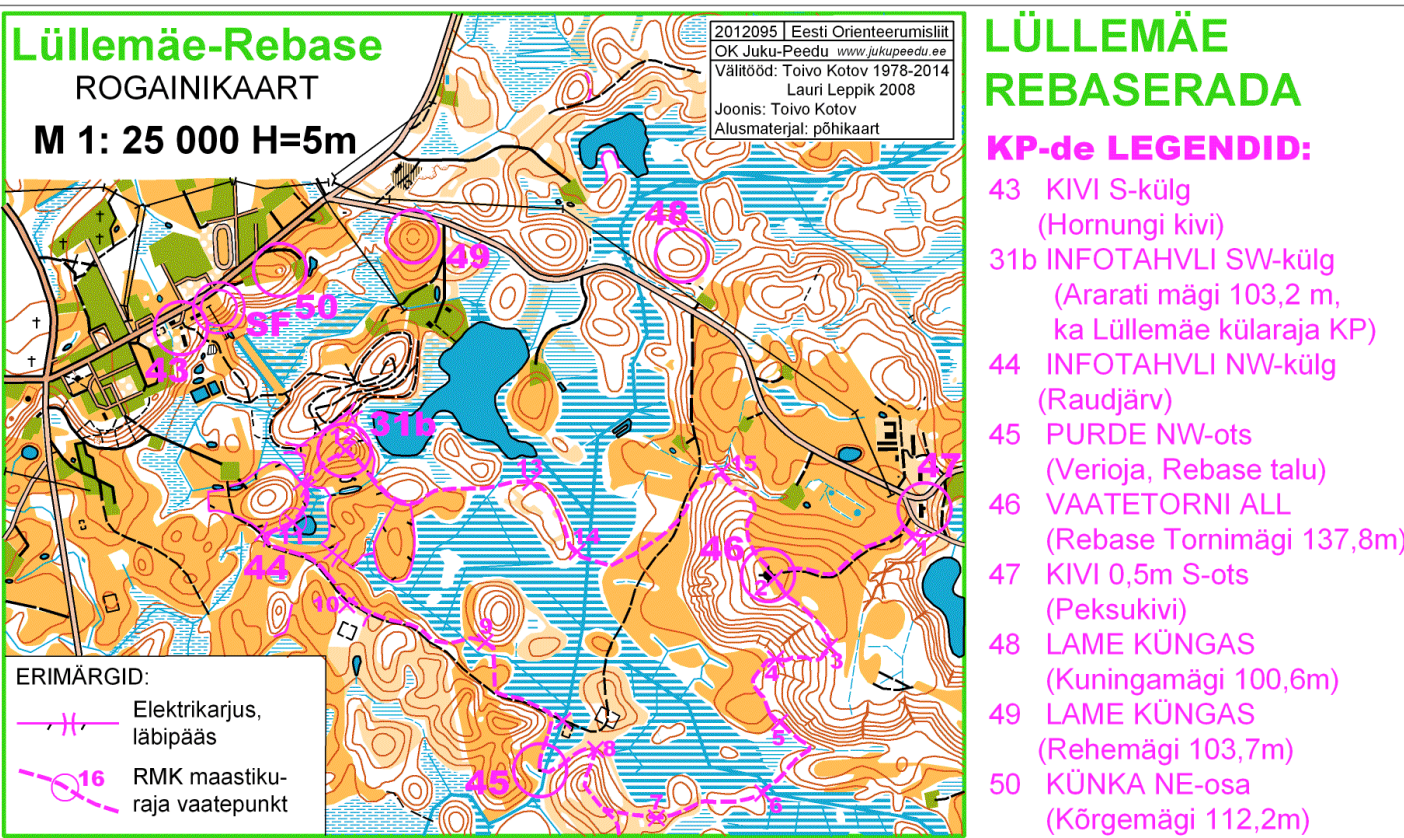 Lüllemäe-Rebase
ROGAINIKAART
M 1: 25 000 H=5m
2012095 Eesti Orienteerumisliit
OK Juku-Peedu www.jukupeedu.ee
Välitööd: Toivo Kotov 1978-2014
Lauri Leppik 2008
Joonis: Toivo Kotov
Alusmaterjal: põhikaart
48
49
50
SF
43
31b
12
13
15
47
11
14
44
46
1
2
10
9
3
4
5
8
45
6
7
ERIMÄRGID:
Elektrikarjus,
läbipääs
16 RMK maastiku-
raja vaatepunkt
LÜLLEMÄE
REBASERADA
KP-de LEGENDID:
43 KIVI S-külg
(Hornungi kivi)
31b INFOTAHVLI SW-külg
(Ararati mägi 103,2 m,
ka Lüllemäe külaraja KP)
44 INFOTAHVLI NW-külg
(Raudjärv)
45 PURDE NW-ots
(Verioja, Rebase talu)
46 VAATETORNI ALL
(Rebase Tornimägi 137,8m)
47 KIVI 0,5m S-ots
(Peksukivi)
48 LAME KÜNGAS
(Kuningamägi 100,6m)
49 LAME KÜNGAS
(Rehemägi 103,7m)
50 KÜNKA NE-osa
(Kõrgemägi 112,2m)